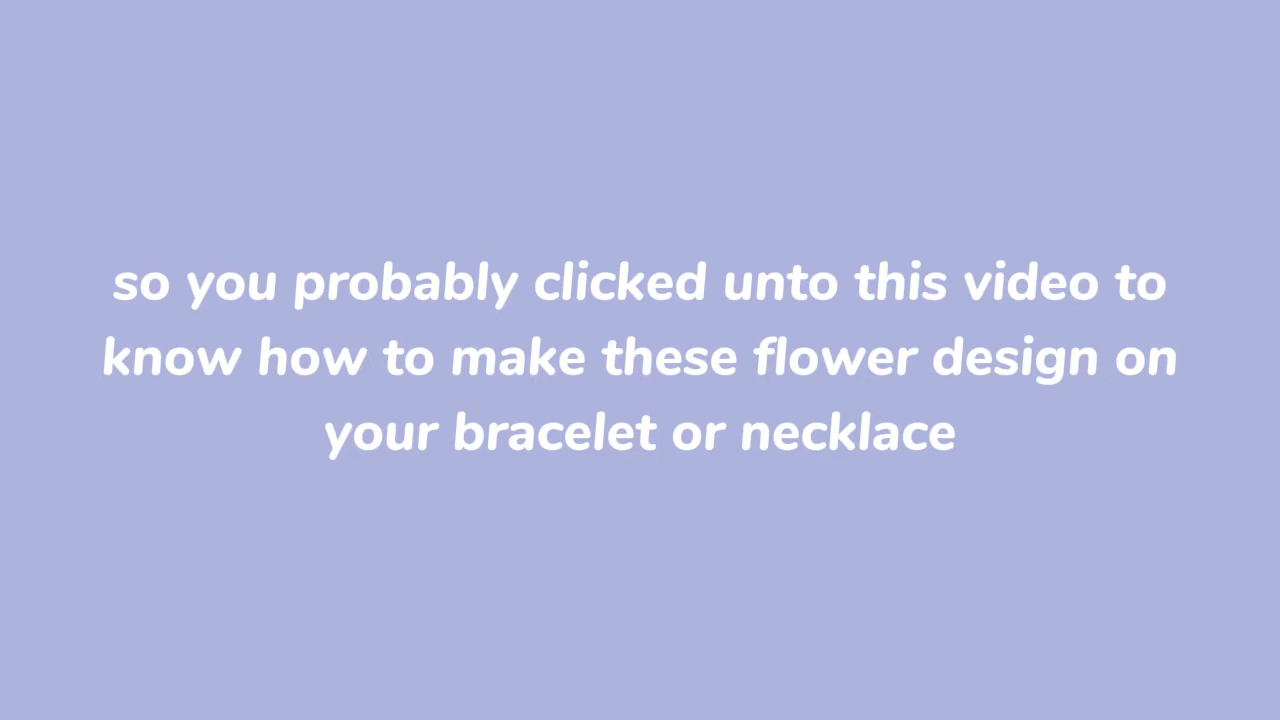 so you probably clicked unto this video to
know how to make these flower design on
your bracelet or necklace